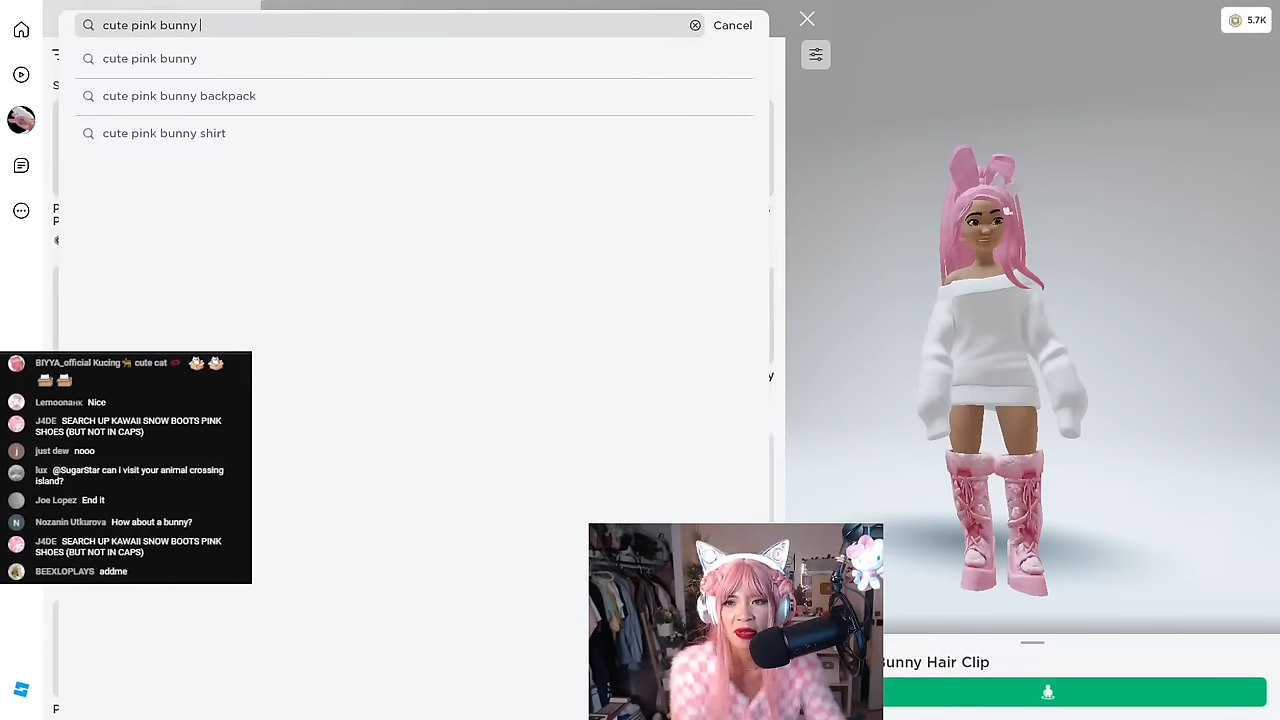 cute pink bunny
Cancel
5.7K
cute pink bunny
cute pink bunny backpack
cute pink bunny shirt
S
P
P
y
BIYYA_official Kucing🐈 cute cat
Lemoonанк Nice
J4DE SEARCH UP KAWAII SNOW BOOTS PINK
SHOES (BUT NOT IN CAPS)
just dew nooo
lux @SugarStar can i visit your animal crossing
island?
Joe Lopez End it
N
Nozanin Utkurova How about a bunny?
J4DE SEARCH UP KAWAII SNOW BOOTS PINK
SHOES (BUT NOT IN CAPS)
BEEXLOPLAYS addme
Bunny Hair Clip
P